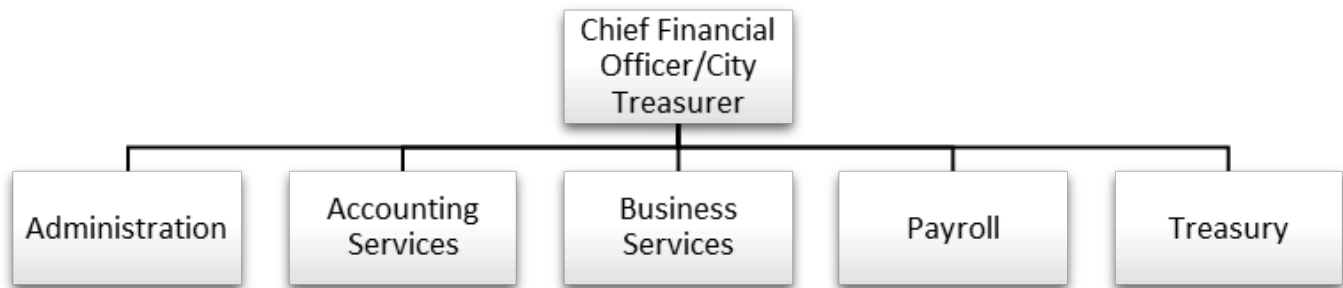 Chief Financial
Officer/City
Treasurer
Administration
Accounting
Services
Business
Services
Payroll
Treasury